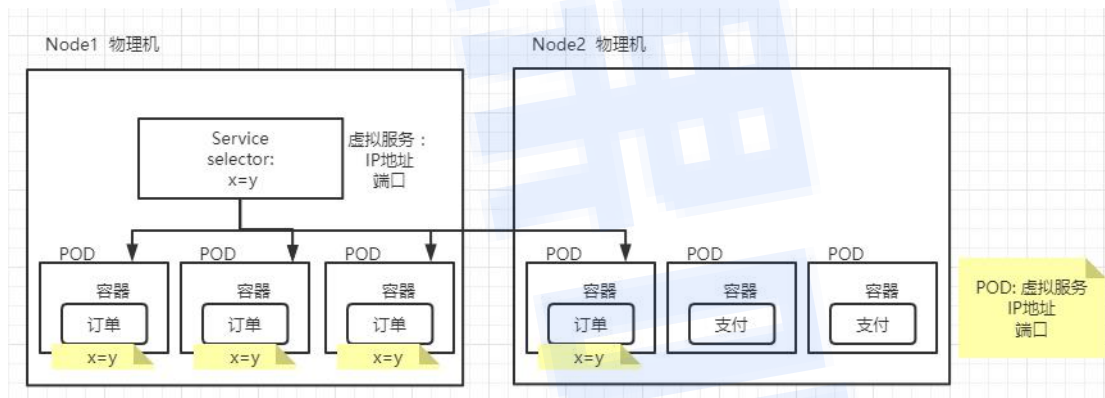 Node1 物理机
Node2 物理机
Service
selector:
x=y
虚拟服务：
IP地址
端口
POD
POD
POD
POD
POD
POD
容器
容器
容器
容器
容器
容器
订单
订单
订单
订单
支付
支付
x=y
x=y
x=y
x=y
POD: 虚拟服务
IP地址
端口